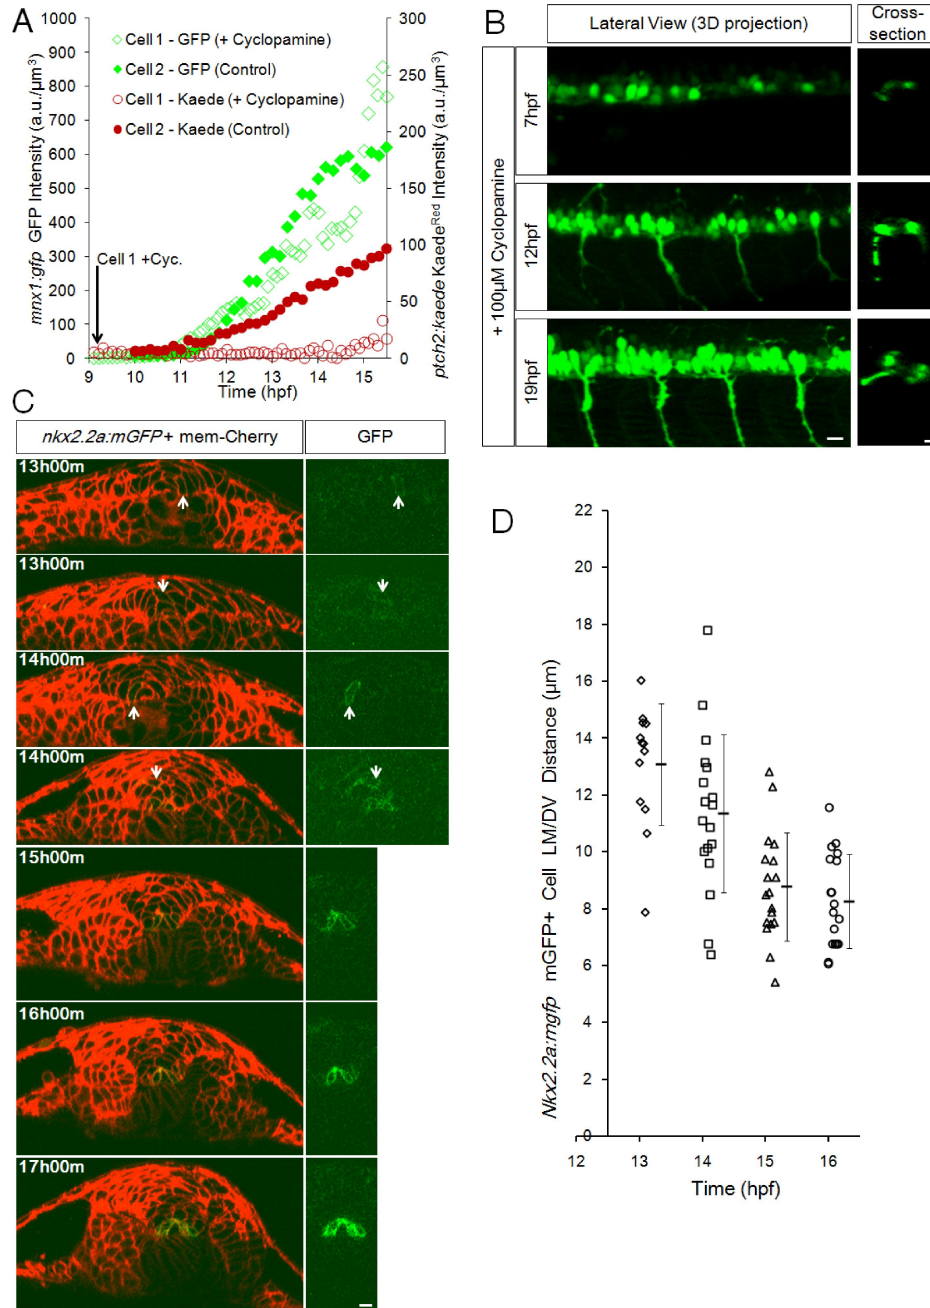 A
1000
900
800
700
600
500
400
300
200
100
0
mnx1:gfp GFP Intensity (a.u./µm³)
300
250
200
150
100
50
0
ptch2:kaede Kaede^Red Intensity (a.u./µm³)
Cell 1 - GFP (+ Cyclopamine)
Cell 2 - GFP (Control)
Cell 1 - Kaede (+ Cyclopamine)
Cell 2 - Kaede (Control)
Cell 1 +Cyc.
9 10 11 12 13 14 15
Time (hpf)
B
Lateral View (3D projection)
Cross-
section
+ 100µM Cyclopamine
7hpf
12hpf
19hpf
C
nkx2.2a:mGFP + mem-Cherry
GFP
13h00m
13h00m
14h00m
14h00m
15h00m
16h00m
17h00m
D
22
20
18
16
14
12
10
8
6
4
2
0
Nkx2.2a:mgfp mGFP+ Cell LM/DV Distance (µm)
12 13 14 15 16
Time (hpf)